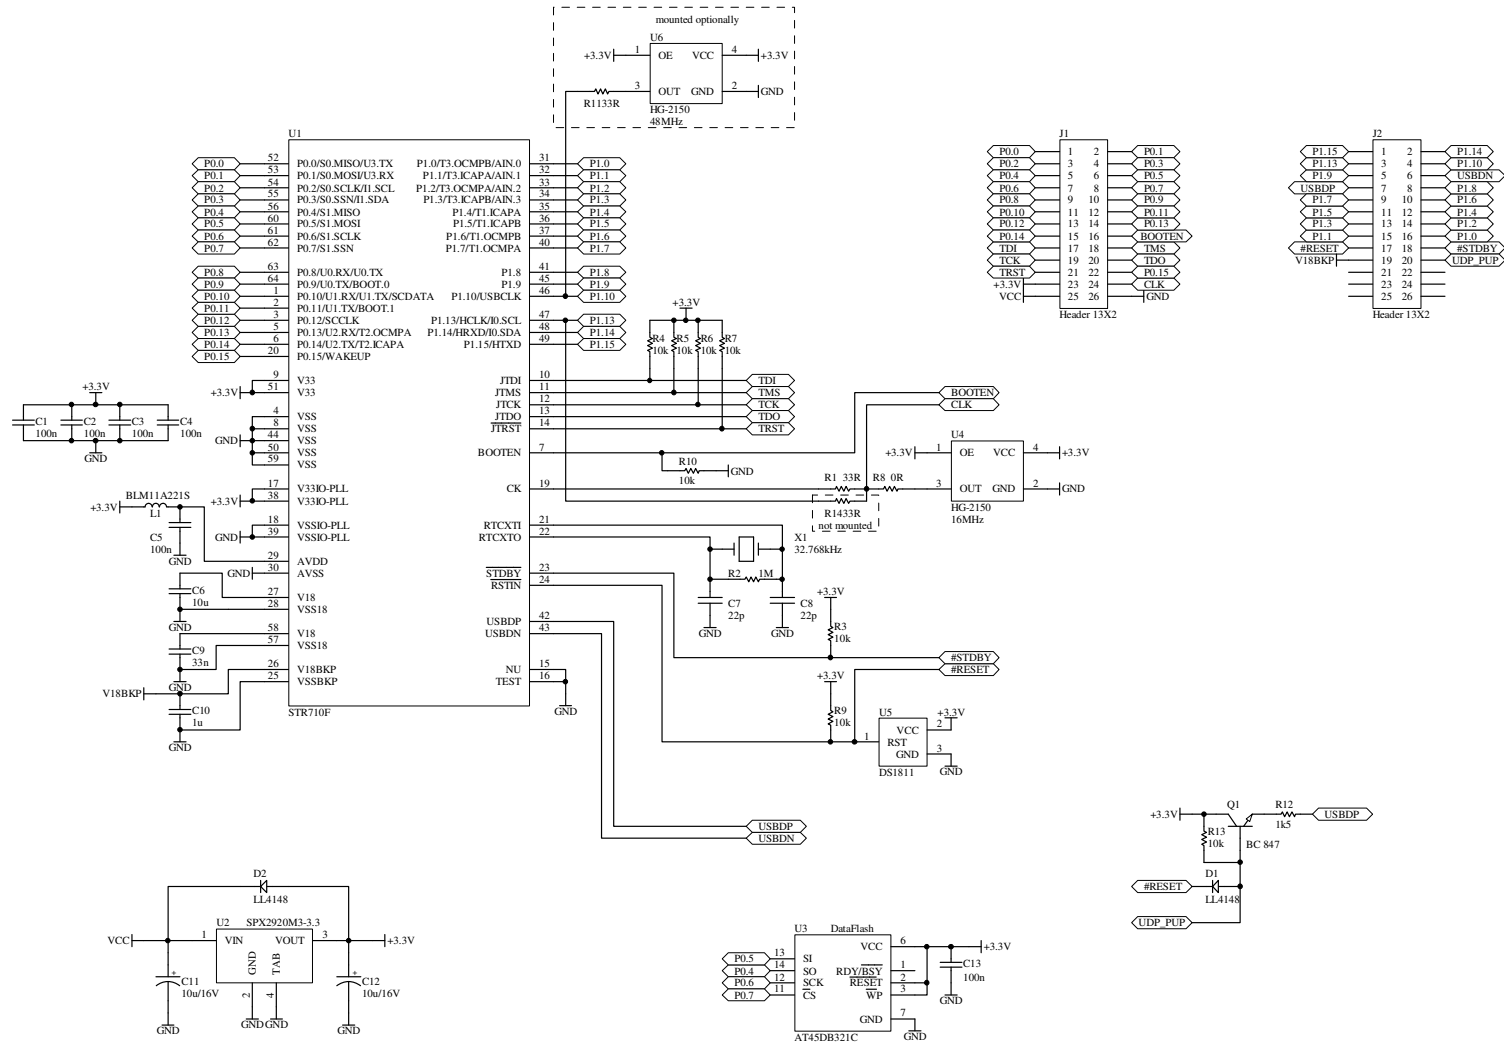 mounted optionally
U6
+3.3V 1 OE VCC 4 +3.3V
R11 33R 3 OUT GND 2 GND
HG-2150
48MHz
U1
P0.0 52 P0.0/S0.MISO/U3.TX P1.0/T3.OCMPB/AIN.0 31 P1.0
P0.1 53 P0.1/S0.MOSI/U3.RX P1.1/T3.ICAPA/AIN.1 32 P1.1
P0.2 54 P0.2/S0.SCLK/I1.SCL P1.2/T3.OCMPA/AIN.2 33 P1.2
P0.3 55 P0.3/S0.SSN/I1.SDA P1.3/T3.ICAPB/AIN.3 34 P1.3
P0.4 56 P0.4/S1.MISO P1.4/T1.ICAPA 35 P1.4
P0.5 60 P0.5/S1.MOSI P1.5/T1.ICAPB 36 P1.5
P0.6 61 P0.6/S1.SCLK P1.6/T1.OCMPB 37 P1.6
P0.7 62 P0.7/S1.SSN P1.7/T1.OCMPA 40 P1.7
P0.8 63 P0.8/U0.RX/U0.TX P1.8 41 P1.8
P0.9 64 P0.9/U0.TX/BOOT.0 P1.9 45 P1.9
P0.10 1 P0.10/U1.RX/U1.TX/SCDATA P1.10/USBCLK 46 P1.10
P0.11 2 P0.11/U1.TX/BOOT.1
P0.12 3 P0.12/SCCLK P1.13/HCLK/I0.SCL 47 P1.13
P0.13 5 P0.13/U2.RX/T2.OCMPA P1.14/HRXD/I0.SDA 48 P1.14
P0.14 6 P0.14/U2.TX/T2.ICAPA P1.15/HTXD 49 P1.15
P0.15 20 P0.15/WAKEUP
9 V33 JTDI 10 TDI
+3.3V 51 V33 JTMS 11 TMS
JTCK 12 TCK
4 VSS JTDO 13 TDO
8 VSS JTRST 14 TRST
GND 44 VSS
50 VSS BOOTEN 7 BOOTEN
59 VSS
CLK
17 V33IO-PLL CK 19
+3.3V 38 V33IO-PLL
18 VSSIO-PLL RTCXTI 21
GND 39 VSSIO-PLL RTCXTO 22
29 AVDD
GND 30 AVSS STDBY 23
RSTIN 24
27 V18
28 VSS18 USBDP 42
USBDN 43
58 V18
57 VSS18
26 V18BKP NU 15
25 VSSBKP TEST 16
GND
STR710F
+3.3V
R4 R5 R6 R7
10k 10k 10k 10k
R10
10k GND
R1 33R R8 0R
R14 33R
not mounted
U4
+3.3V 1 OE VCC 4 +3.3V
3 OUT GND 2 GND
HG-2150
16MHz
X1
32.768kHz
R2 1M
C7 C8
22p 22p
GND GND
+3.3V
R3
10k
#STDBY
#RESET
+3.3V
R9
10k
U5
+3.3V
VCC 2
1 RST
GND 3
DS1811 GND
USBDP
USBDN
+3.3V
C1 C2 C3 C4
100n 100n 100n 100n
GND
BLM11A221S
+3.3V L1
C5
100n
GND
C6
10u
GND
C9
33n
GND
V18BKP
C10
1u
GND
J1
P0.0 1 2 P0.1
P0.2 3 4 P0.3
P0.4 5 6 P0.5
P0.6 7 8 P0.7
P0.8 9 10 P0.9
P0.10 11 12 P0.11
P0.12 13 14 P0.13
P0.14 15 16 BOOTEN
TDI 17 18 TMS
TCK 19 20 TDO
TRST 21 22 P0.15
+3.3V 23 24 CLK
VCC 25 26 GND
Header 13X2
J2
P1.15 1 2 P1.14
P1.13 3 4 P1.10
P1.9 5 6 USBDN
USBDP 7 8 P1.8
P1.7 9 10 P1.6
P1.5 11 12 P1.4
P1.3 13 14 P1.2
P1.1 15 16 P1.0
#RESET 17 18 #STDBY
V18BKP 19 20 UDP_PUP
21 22
23 24
25 26
Header 13X2
Q1 R12
+3.3V USBDP
R13 1k5
10k BC 847
D1
#RESET
LL4148
UDP_PUP
D2
LL4148
U2 SPX2920M3-3.3
VCC 1 VIN VOUT 3 +3.3V
GND TAB
+ C11 + C12
10u/16V 2 4 10u/16V
GND GND GND GND
U3 DataFlash
P0.5 13 SI VCC 6 +3.3V
P0.4 14 SO RDY/BSY 1 C13
P0.6 12 SCK RESET 2 100n
P0.7 11 CS WP 3
GND
GND 7
GND
AT45DB321C